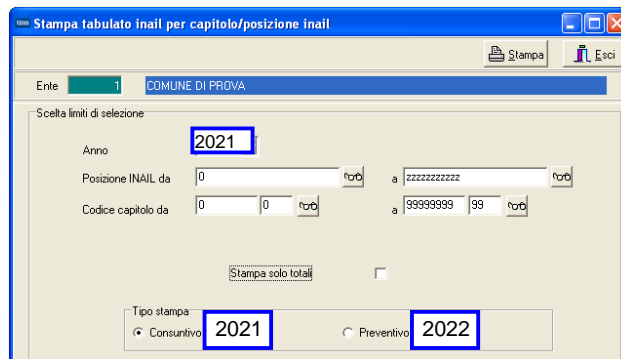 Stampa tabulato inail per capitolo/posizione inail
Stampa Esci
Ente 1 COMUNE DI PROVA
Scelta limiti di selezione
Anno 2021
Posizione INAIL da 0 a zzzzzzzzzzz
Codice capitolo da 0 0 a 99999999 99
Stampa solo totali
Tipo stampa
Consuntivo 2021 Preventivo 2022